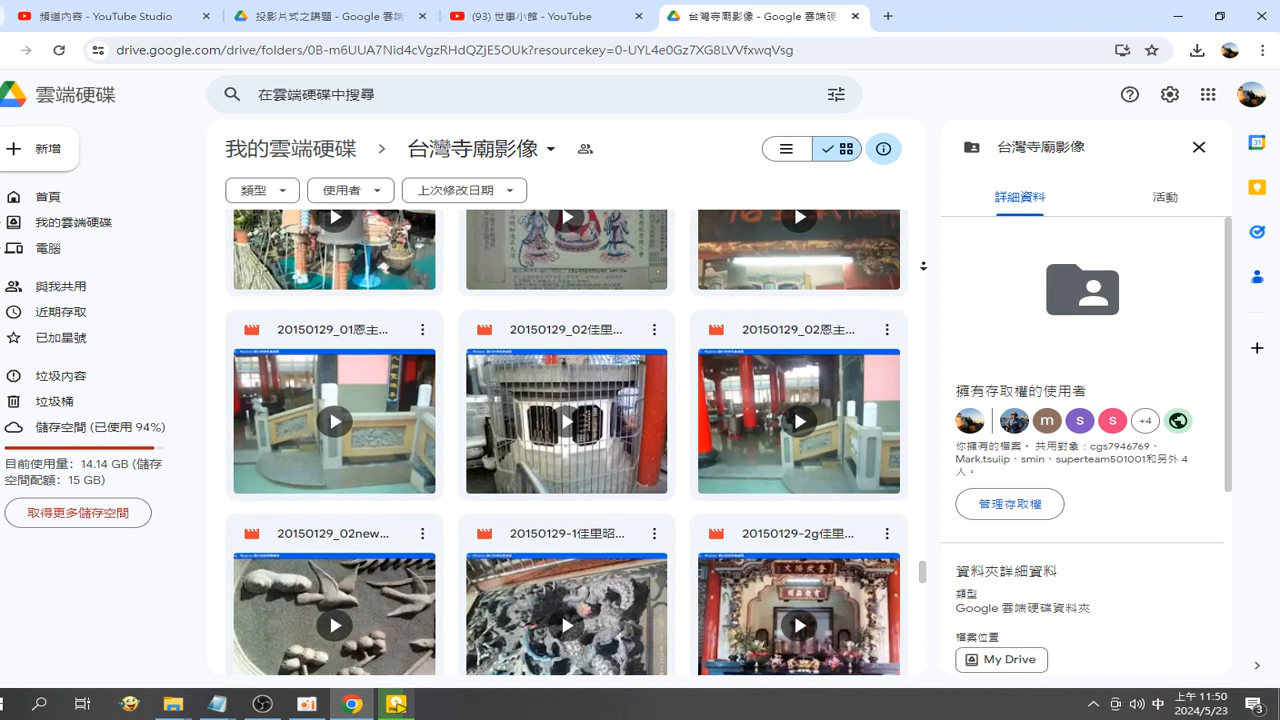 頻道內容 - YouTube Studio
投影片式之講題 - Google 雲端
(93) 世事小館 - YouTube
台灣寺廟影像 - Google 雲端硬碟
drive.google.com/drive/folders/0B-m6UUA7Nid4cVgzRHdQZjE5OUk?resourcekey=0-UYL4e0Gz7XG8LVVfxwqVsg
雲端硬碟
在雲端硬碟中搜尋
新增
首頁
我的雲端硬碟
電腦
與我共用
近期存取
已加星號
垃圾內容
垃圾桶
儲存空間 (已使用 94%)
目前使用量: 14.14 GB (儲存
空間配額: 15 GB)
取得更多儲存空間
我的雲端硬碟
台灣寺廟影像
類型
使用者
上次修改日期
20150129_01恩主...
20150129_02佳里...
20150129_02恩主...
20150129_02new...
20150129-1佳里昭...
20150129-2g佳里...
台灣寺廟影像
詳細資料
活動
擁有存取權的使用者
m
s
s
+4
你擁有的檔案。 共用對象：cgs7946769、
Mark.tsuiip、smin、superteam501001和另外 4
人。
管理存取權
資料夾詳細資料
類型
Google 雲端硬碟資料夾
檔案位置
My Drive
31
中
上午 11:50
2024/5/23
3